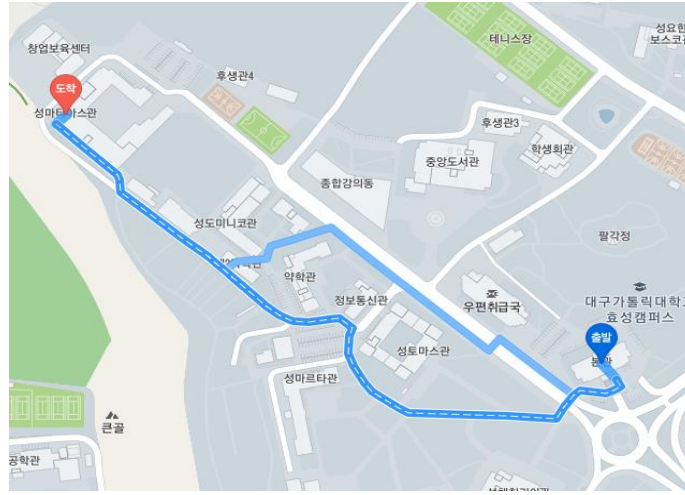 성요한
보스코관
테니스장
창업보육센터
후생관4
도착
후생관3
학생회관
중앙도서관
종합강의동
성도미니코관
팔각정
약학관
정보통신관
우편취급국
대구가톨릭대학교
효성캠퍼스
출발
본관
성토마스관
성마르타관
큰골
공학관